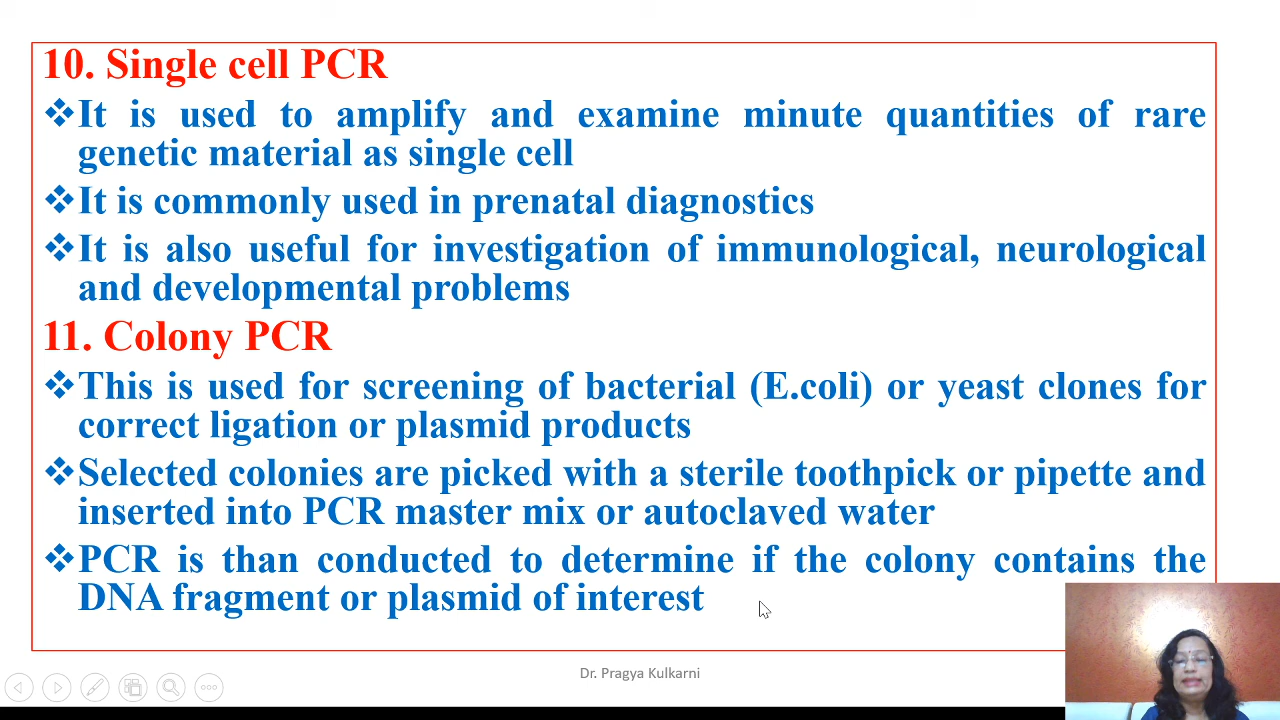 10. Single cell PCR
❖It is used to amplify and examine minute quantities of rare
genetic material as single cell
❖It is commonly used in prenatal diagnostics
❖It is also useful for investigation of immunological, neurological
and developmental problems
11. Colony PCR
❖This is used for screening of bacterial (E.coli) or yeast clones for
correct ligation or plasmid products
❖Selected colonies are picked with a sterile toothpick or pipette and
inserted into PCR master mix or autoclaved water
❖PCR is than conducted to determine if the colony contains the
DNA fragment or plasmid of interest
Dr. Pragya Kulkarni